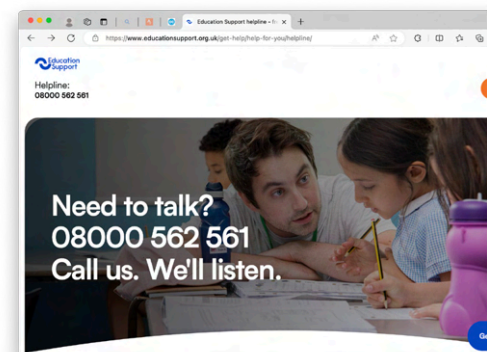 Education Support helpline - h
https://www.educationsupport.org.uk/get-help/help-for-you/helpline/
Education
Support
Helpline:
08000 562 561
Need to talk?
08000 562 561
Call us. We'll listen.
Ge